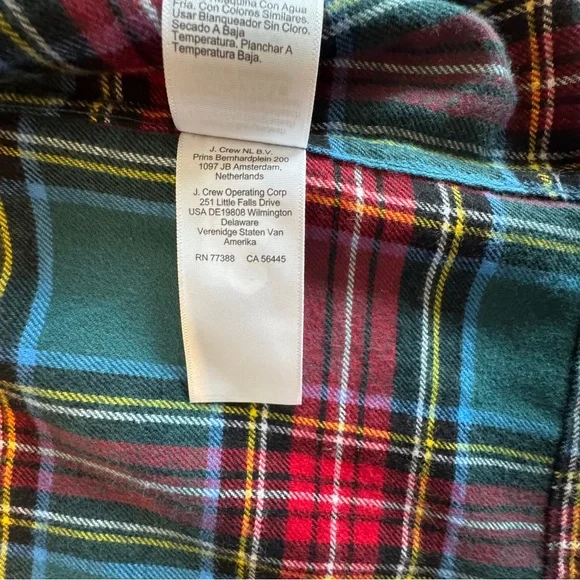 Fría. Con Colores Similares.
Usar Blanqueador Sin Cloro.
Secado A Baja
Temperatura. Planchar A
Temperatura Baja.
J. Crew NL B.V.
Prins Bernhardplein 200
1097 JB Amsterdam,
Netherlands
J. Crew Operating Corp
251 Little Falls Drive
USA DE19808 Wilmington
Delaware
Verenidge Staten Van
Amerika
RN 77388 CA 56445